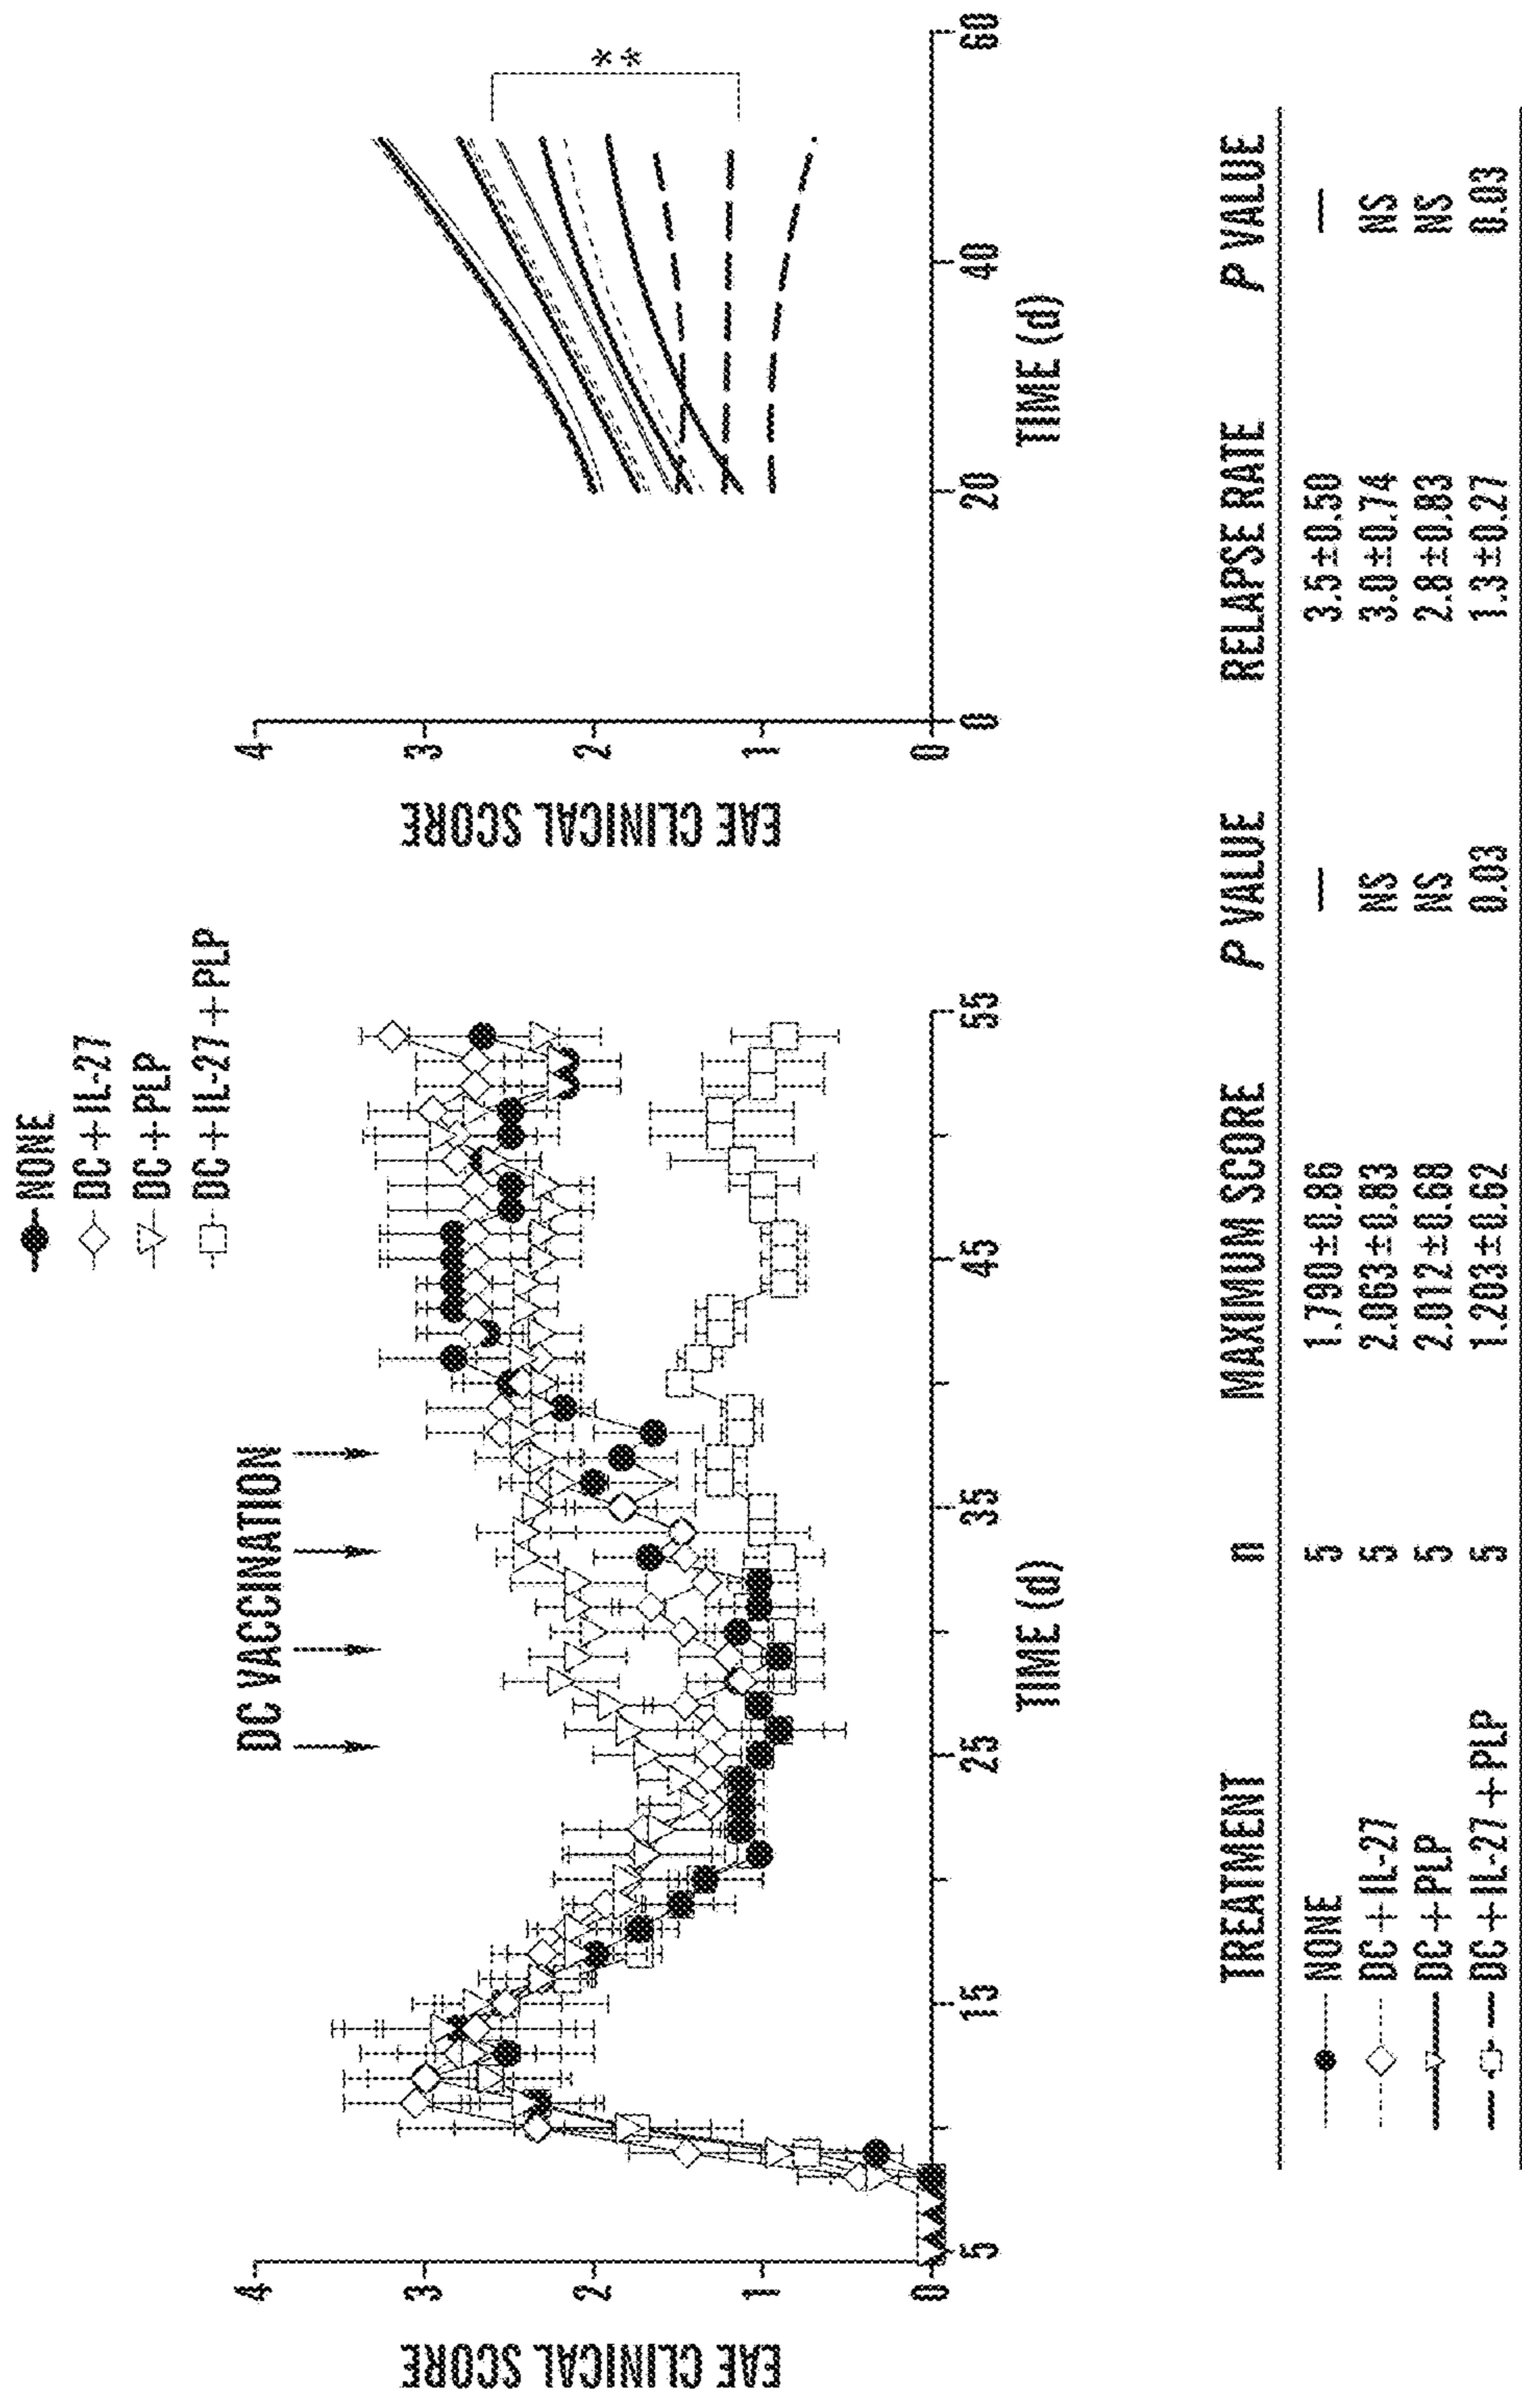 NONE
DC+IL-27
DC+PLP
DC+IL-27+PLP
DC VACCINATION
EAE CLINICAL SCORE
4
3
2
1
0
5
15
25
35
45
55
TIME (d)
EAE CLINICAL SCORE
4
3
2
1
0
0
20
40
60
TIME (d)
**
TREATMENT n MAXIMUM SCORE P VALUE RELAPSE RATE P VALUE
NONE 5 1.790±0.86 — 3.5±0.50 —
DC+IL-27 5 2.063±0.83 NS 3.0±0.74 NS
DC+PLP 5 2.012±0.68 NS 2.8±0.83 NS
DC+IL-27+PLP 5 1.203±0.62 0.03 1.3±0.27 0.03